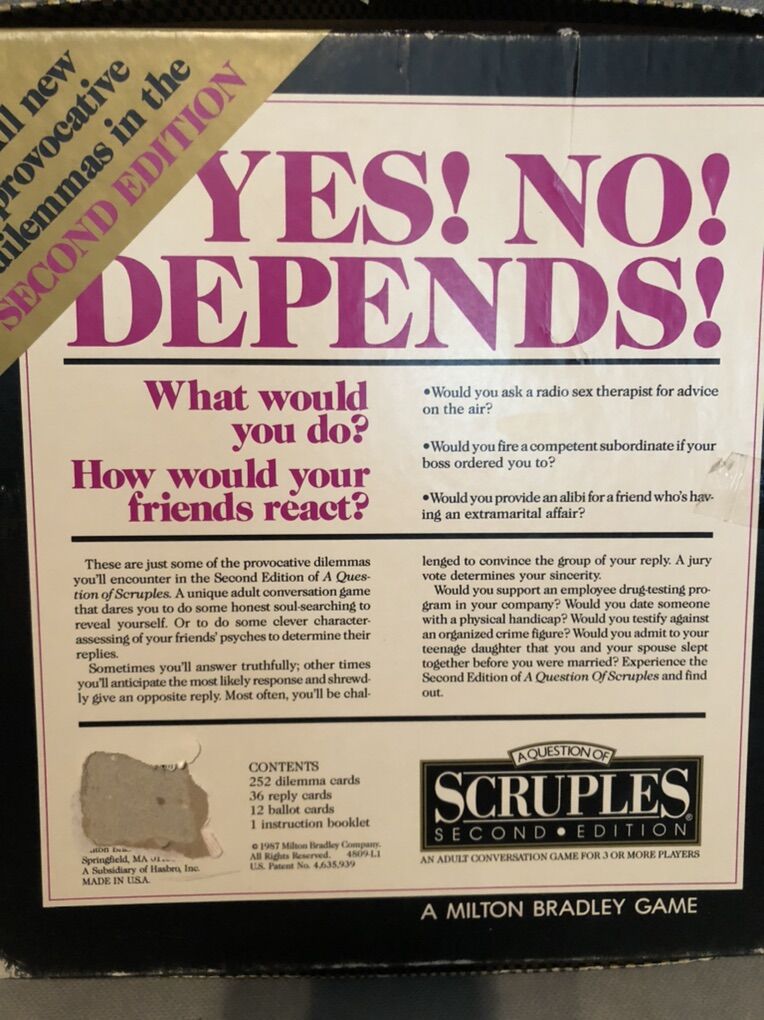 new
provocative
dilemmas in the
SECOND EDITION
YES! NO!
DEPENDS!
What would
you do?
How would your
friends react?
•Would you ask a radio sex therapist for advice
on the air?
•Would you fire a competent subordinate if your
boss ordered you to?
•Would you provide an alibi for a friend who's hav-
ing an extramarital affair?
These are just some of the provocative dilemmas
you'll encounter in the Second Edition of A Ques-
tion of Scruples. A unique adult conversation game
that dares you to do some honest soul-searching to
reveal yourself. Or to do some clever character-
assessing of your friends' psyches to determine their
replies.
Sometimes you'll answer truthfully; other times
you'll anticipate the most likely response and shrewd-
ly give an opposite reply. Most often, you'll be chal-
lenged to convince the group of your reply. A jury
vote determines your sincerity.
Would you support an employee drug-testing pro-
gram in your company? Would you date someone
with a physical handicap? Would you testify against
an organized crime figure? Would you admit to your
teenage daughter that you and your spouse slept
together before you were married? Experience the
Second Edition of A Question Of Scruples and find
out.
Springfield, MA
A Subsidiary of Hasbro, Inc.
MADE IN U.S.A.
CONTENTS
252 dilemma cards
36 reply cards
12 ballot cards
1 instruction booklet
© 1987 Milton Bradley Company.
All Rights Reserved. 4809-L1
U.S. Patent No. 4,635,939
A QUESTION OF
SCRUPLES®
SECOND • EDITION
AN ADULT CONVERSATION GAME FOR 3 OR MORE PLAYERS
A MILTON BRADLEY GAME